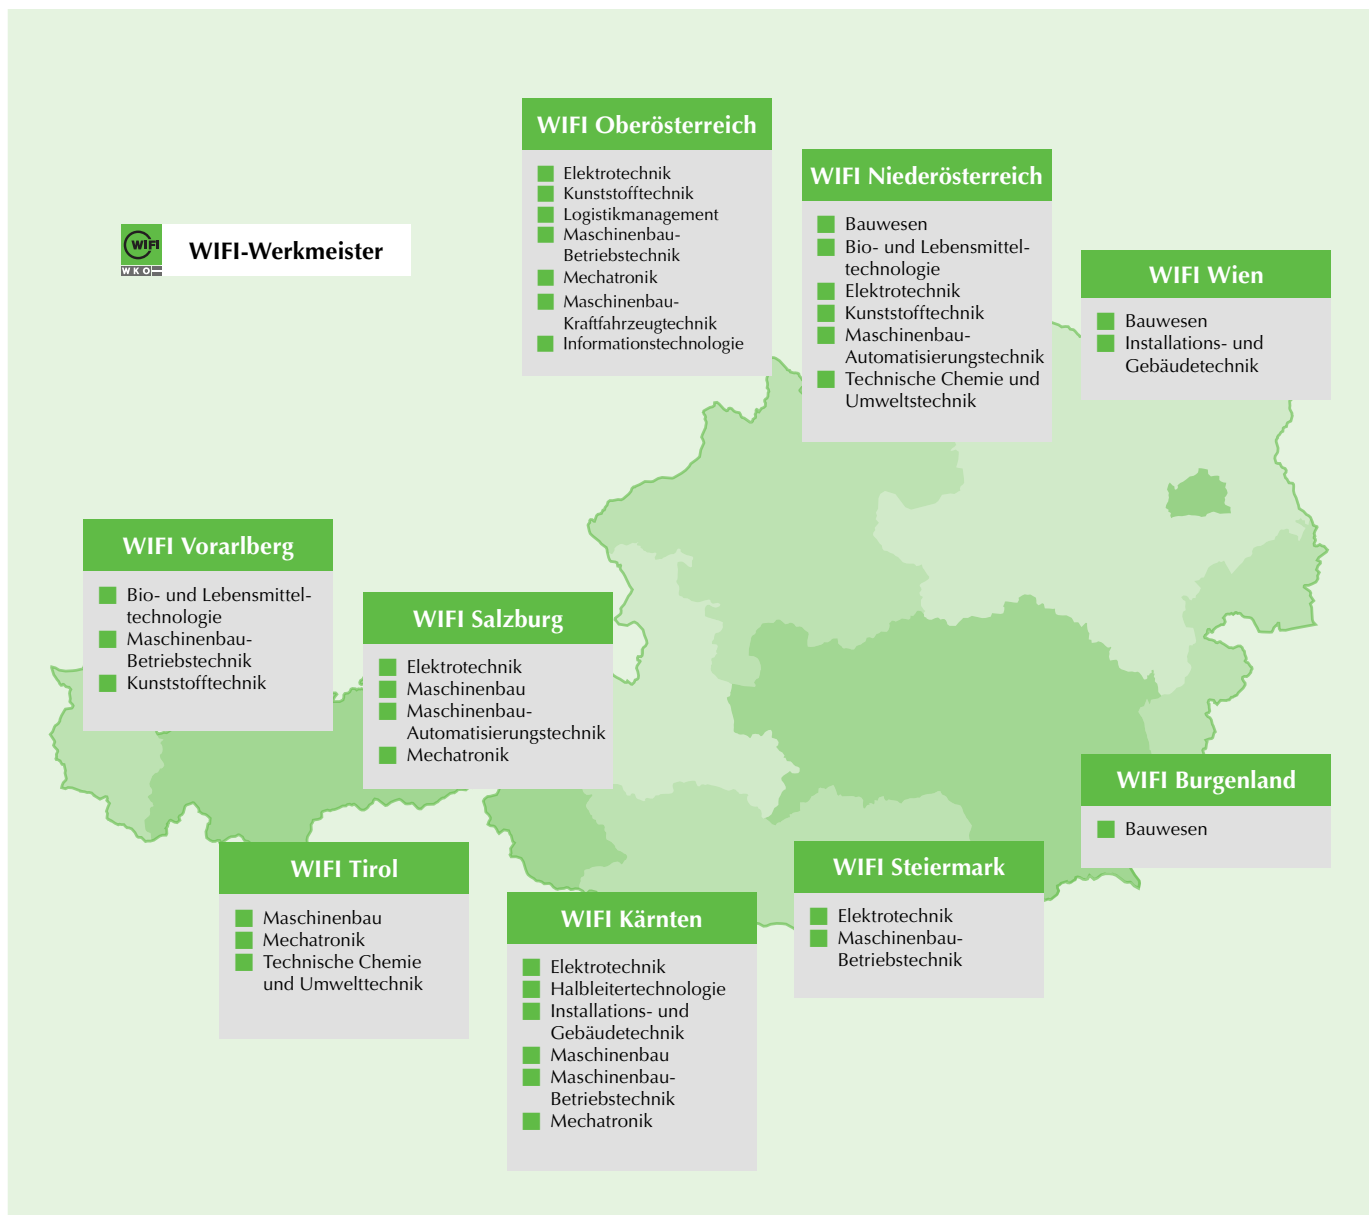 WIFI Oberösterreich
Elektrotechnik
Kunststofftechnik
Logistikmanagement
Maschinenbau-
Betriebstechnik
Mechatronik
Maschinenbau-
Kraftfahrzeugtechnik
Informationstechnologie
WIFI Niederösterreich
Bauwesen
Bio- und Lebensmittel-
technologie
Elektrotechnik
Kunststofftechnik
Maschinenbau-
Automatisierungstechnik
Technische Chemie und
Umweltstechnik
WIFI
WKO
WIFI-Werkmeister
WIFI Wien
Bauwesen
Installations- und
Gebäudetechnik
WIFI Vorarlberg
Bio- und Lebensmittel-
technologie
Maschinenbau-
Betriebstechnik
Kunststofftechnik
WIFI Salzburg
Elektrotechnik
Maschinenbau
Maschinenbau-
Automatisierungstechnik
Mechatronik
WIFI Burgenland
Bauwesen
WIFI Tirol
Maschinenbau
Mechatronik
Technische Chemie
und Umwelttechnik
WIFI Kärnten
Elektrotechnik
Halbleitertechnologie
Installations- und
Gebäudetechnik
Maschinenbau
Maschinenbau-
Betriebstechnik
Mechatronik
WIFI Steiermark
Elektrotechnik
Maschinenbau-
Betriebstechnik